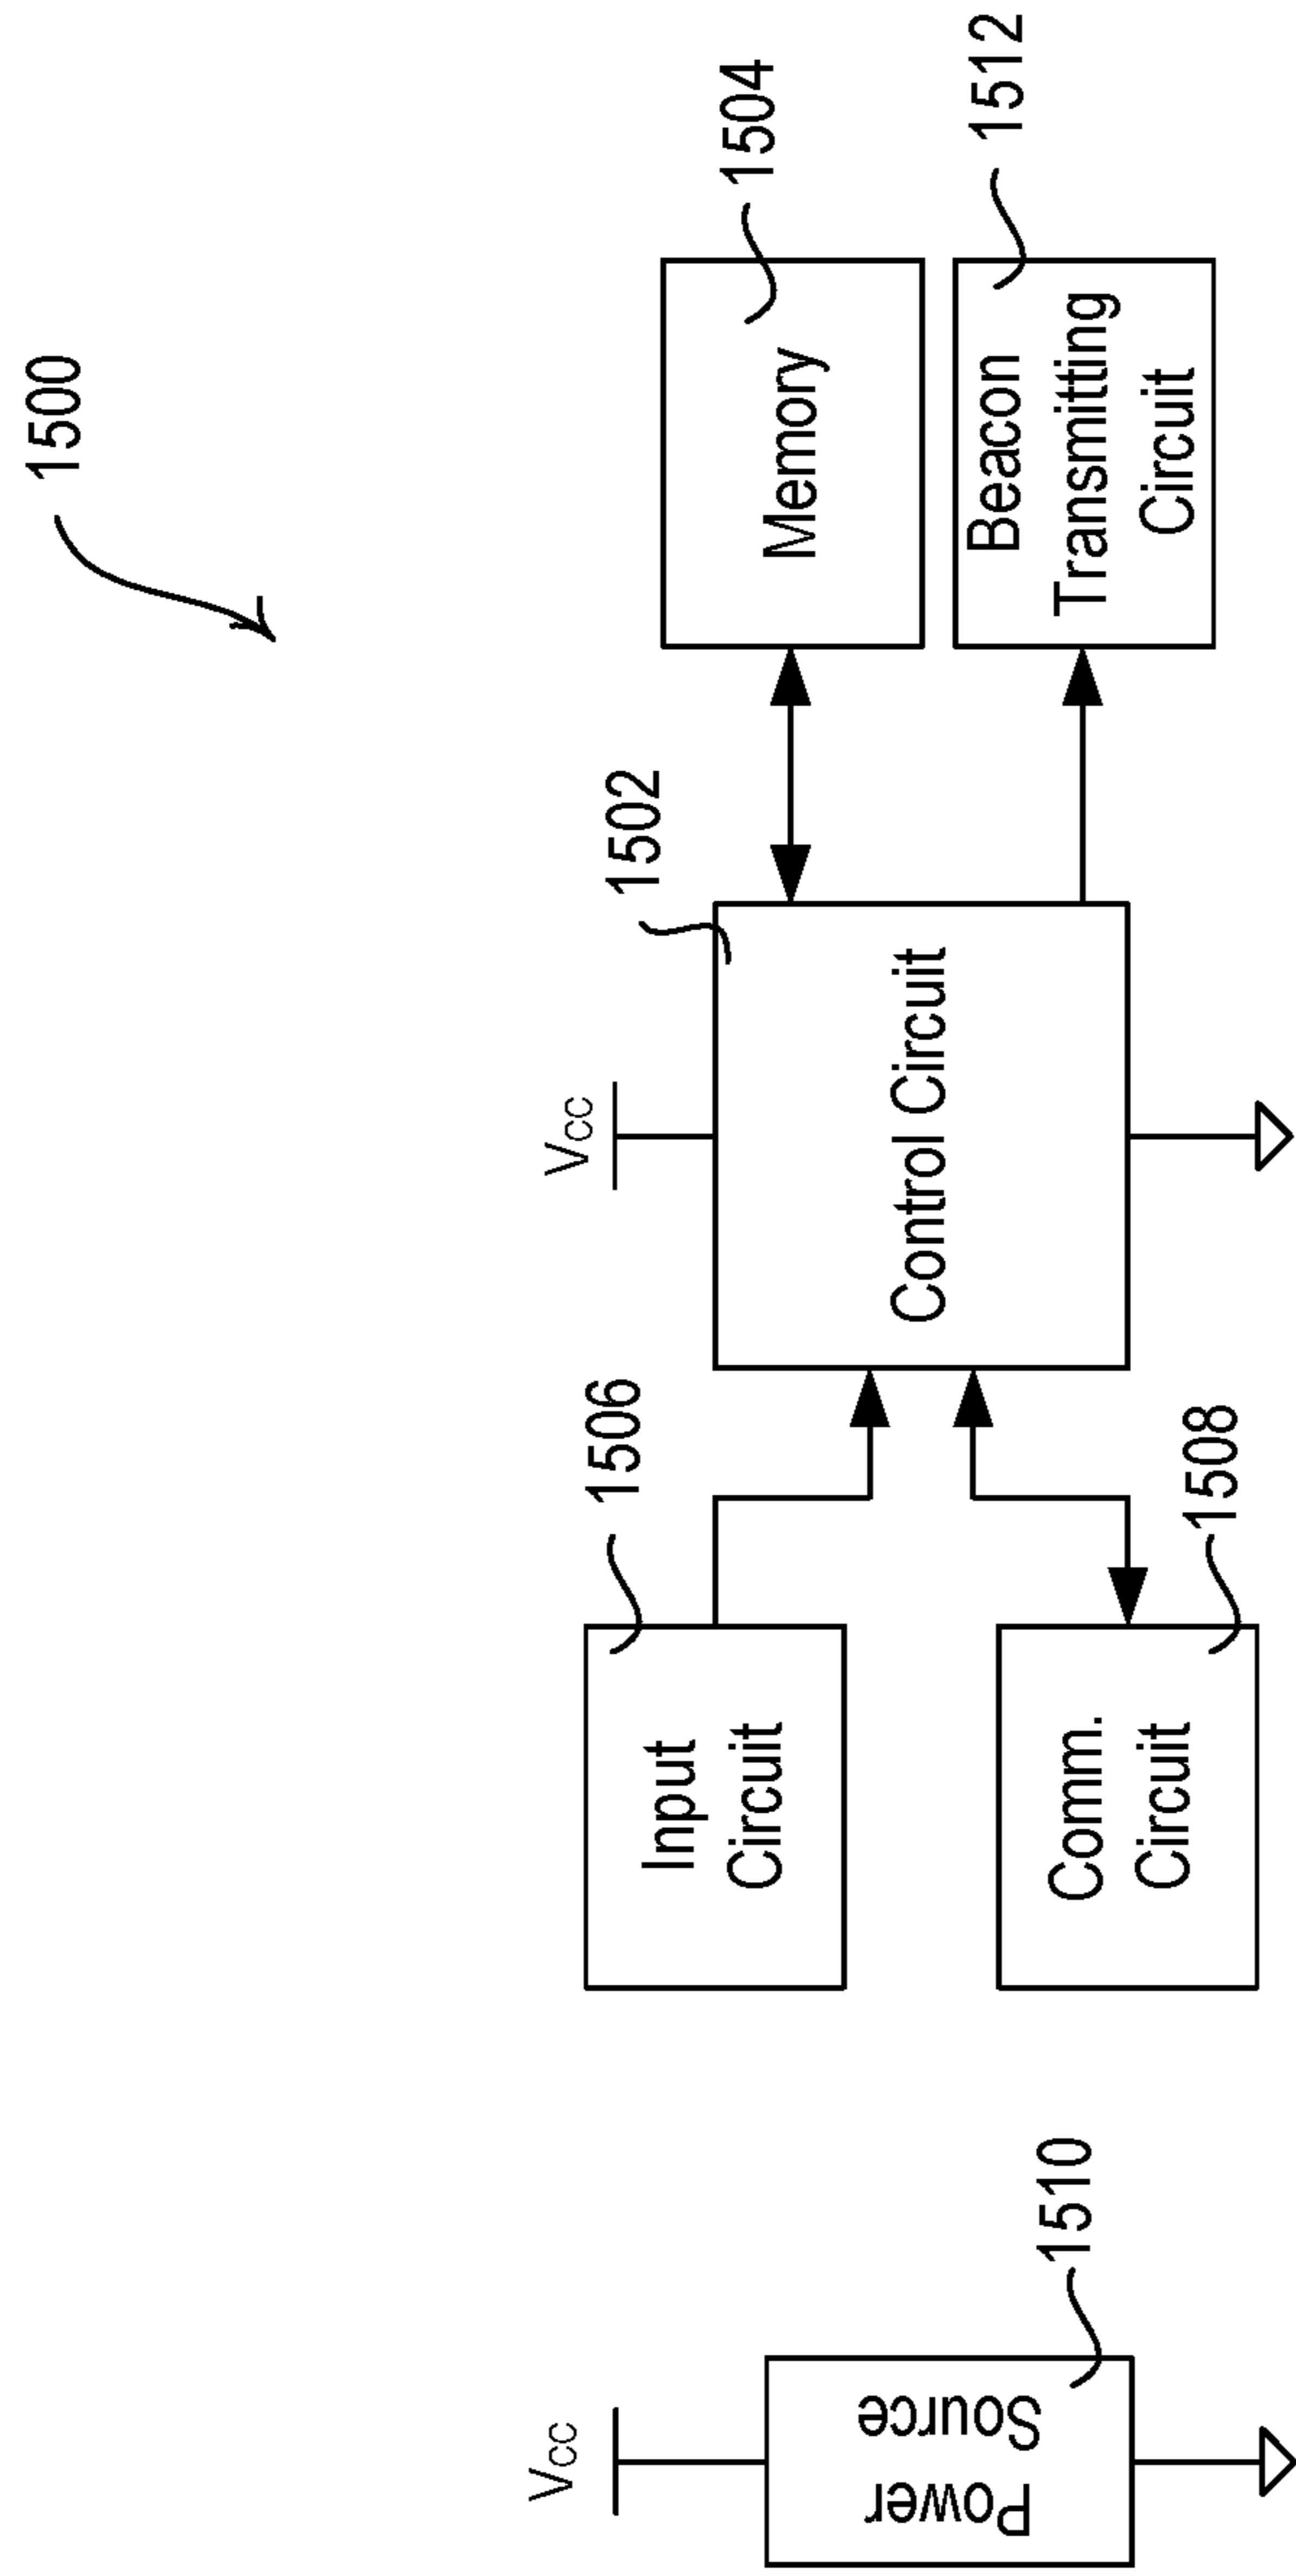 1500
Vcc
Power
Source
1510
Input
Circuit
1506
Comm.
Circuit
1508
Vcc
Control Circuit
1502
Memory
1504
Beacon
Transmitting
Circuit
1512